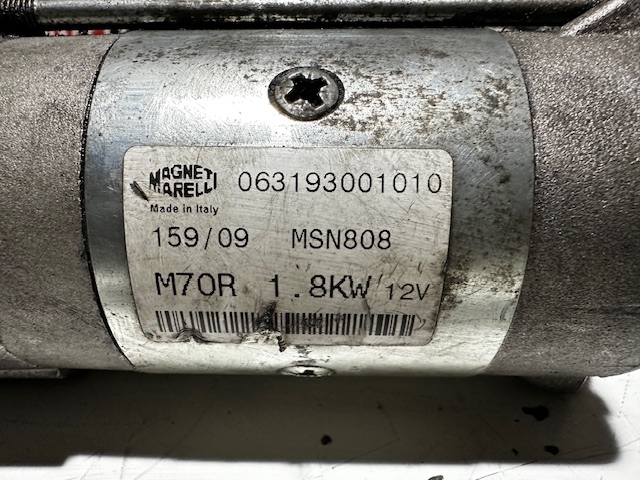 MAGNETI
MARELLI
063193001010
Made in Italy
159/09 MSN808
M70R 1.8KW 12V